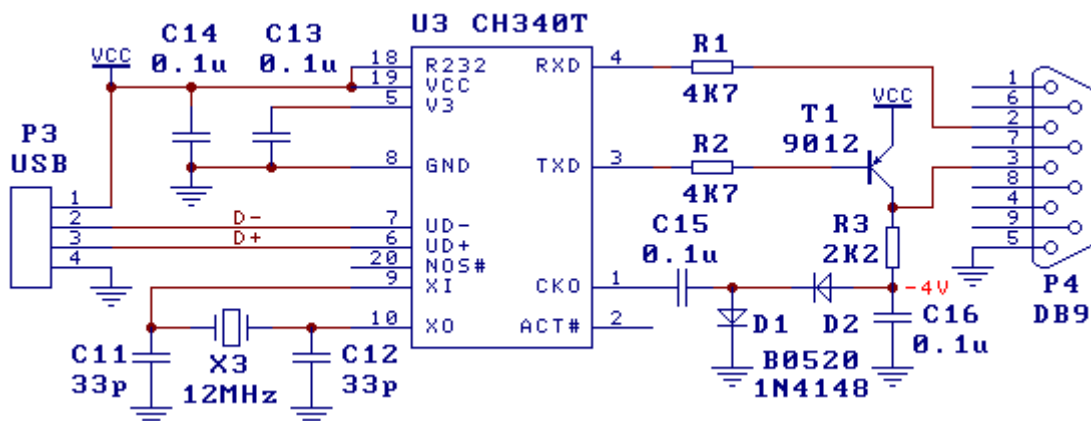 U3 CH340T
C14
0.1u
C13
0.1u
VCC
P3
USB
1
2
3
4
D-
D+
18
19
5
8
7
6
20
9
10
R232
VCC
V3
GND
UD-
UD+
NOS#
XI
XO
RXD
TXD
CKO
ACT#
4
3
1
2
R1
4K7
R2
4K7
T1
9012
VCC
R3
2K2
C15
0.1u
D1
D2
B0520
1N4148
-4V
C16
0.1u
C11
33p
X3
12MHz
C12
33p
1
6
2
7
3
8
4
9
5
P4
DB9